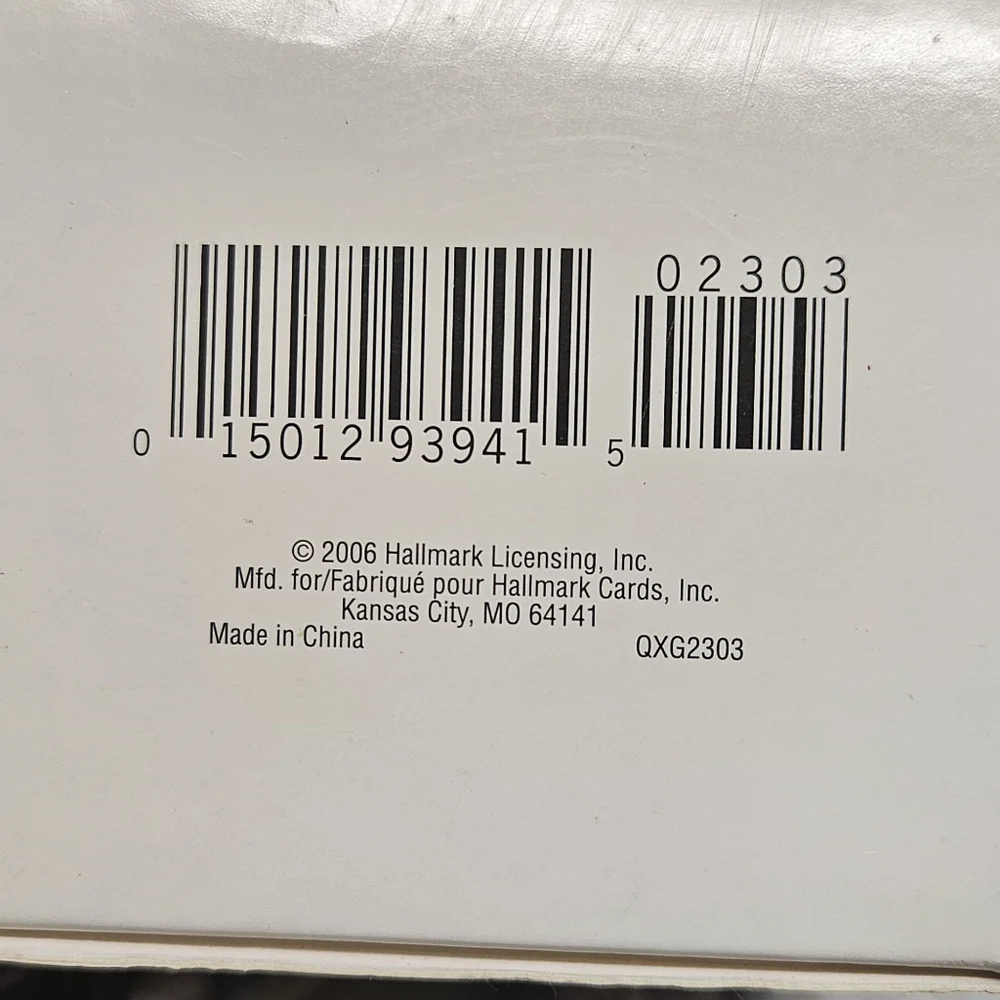 02303
0 15012 93941 5
© 2006 Hallmark Licensing, Inc.
Mfd. for/Fabriqué pour Hallmark Cards, Inc.
Kansas City, MO 64141
Made in China QXG2303